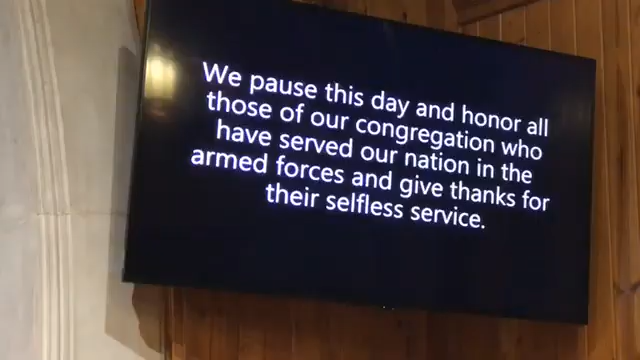 We pause this day and honor all
those of our congregation who
have served our nation in the
armed forces and give thanks for
their selfless service.